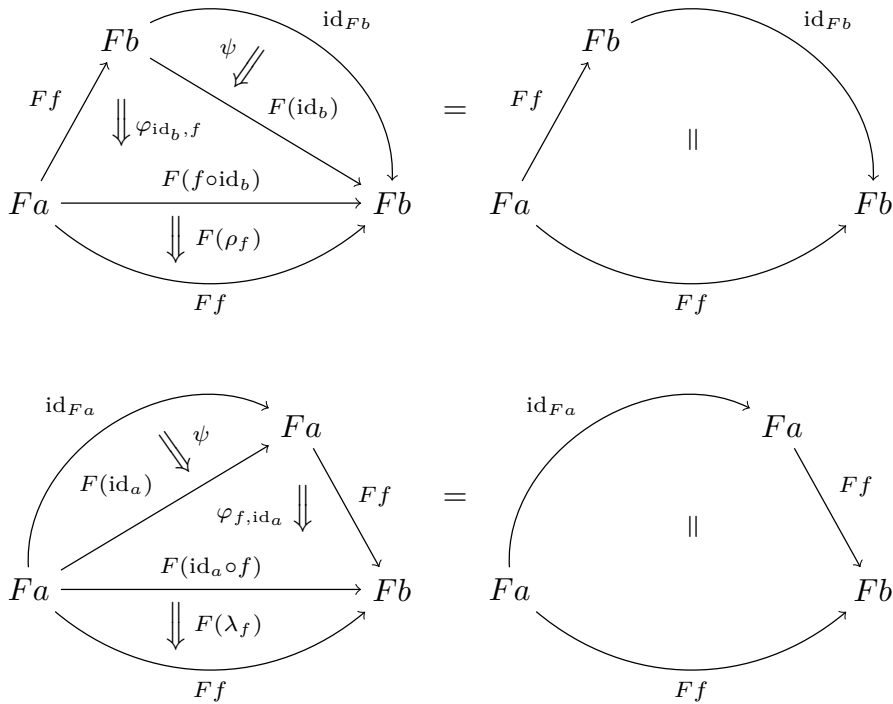 id_{Fb} id_{Fb}
Fb ψ Fb
Ff F(id_b) = Ff
φ_{id_b,f} =
F(f∘id_b)
Fa Fb Fa Fb
F(ρ_f)
Ff Ff
id_{Fa} id_{Fa}
Fa Fa
ψ
F(id_a) Ff = Ff
φ_{f,id_a} =
F(id_a∘f)
Fa Fb Fa Fb
F(λ_f)
Ff Ff